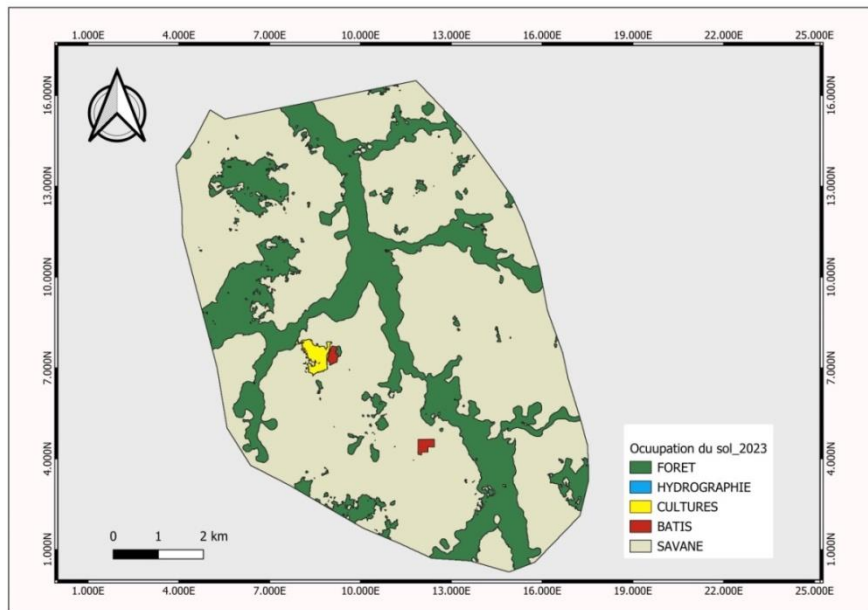 1.000E 4.000E 7.000E 10.000E 13.000E 16.000E 19.000E 22.000E 25.000E
16.000N 16.000N
13.000N 13.000N
10.000N 10.000N
7.000N 7.000N
4.000N 4.000N
1.000N 1.000N
Ocuupation du sol_2023
FORET
HYDROGRAPHIE
CULTURES
BATIS
SAVANE
0 1 2 km
1.000E 4.000E 7.000E 10.000E 13.000E 16.000E 19.000E 22.000E 25.000E